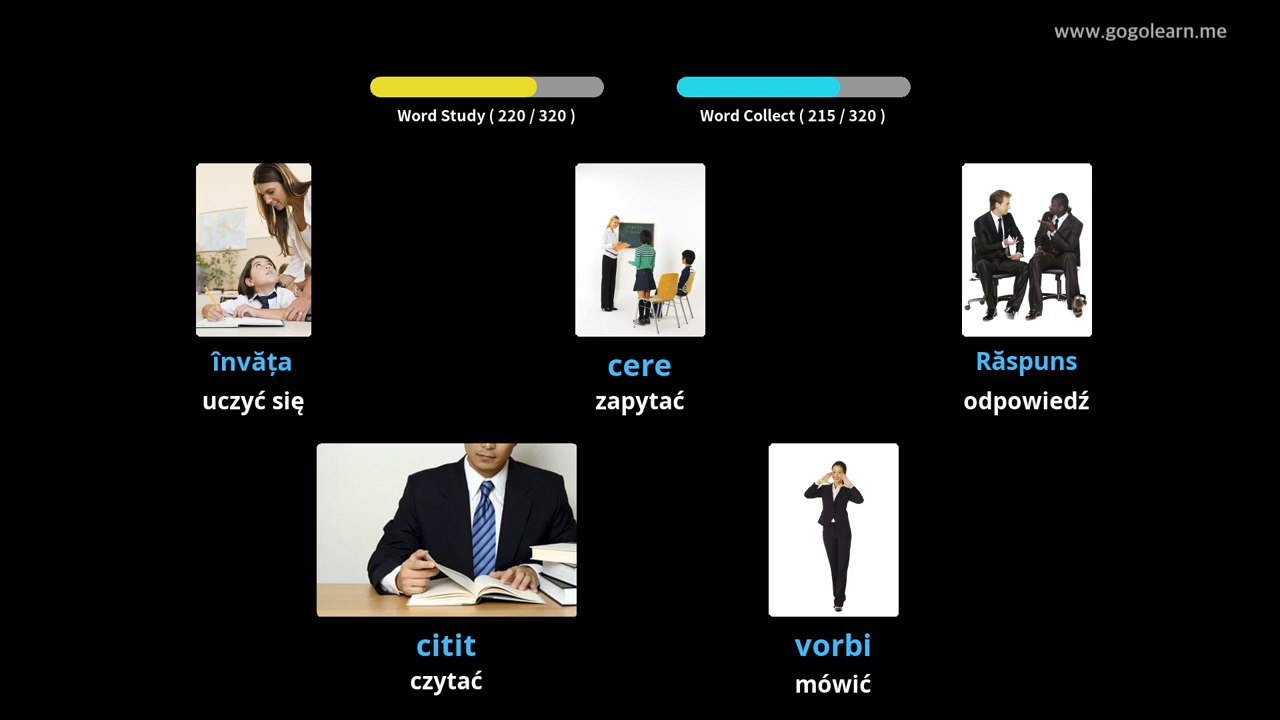 www.gogolearn.me
Word Study ( 220 / 320 )
Word Collect ( 215 / 320 )
învăța
uczyć się
cere
zapytać
Răspuns
odpowiedź
citit
czytać
vorbi
mówić